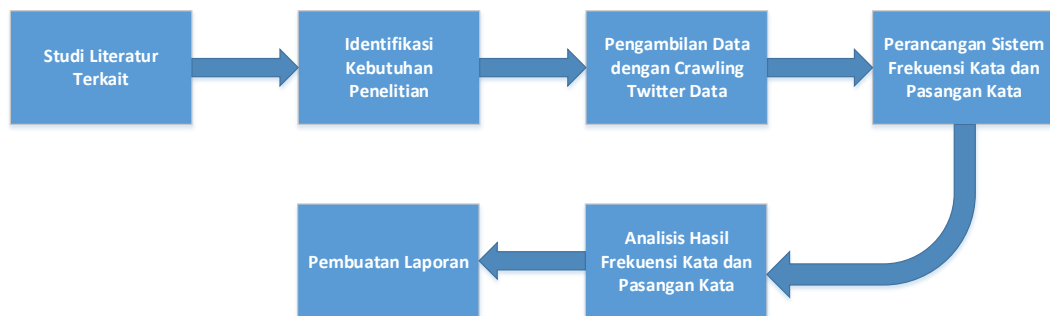 Studi Literatur
Terkait
Identifikasi
Kebutuhan
Penelitian
Pengambilan Data
dengan Crawling
Twitter Data
Perancangan Sistem
Frekuensi Kata dan
Pasangan Kata
Analisis Hasil
Frekuensi Kata dan
Pasangan Kata
Pembuatan Laporan